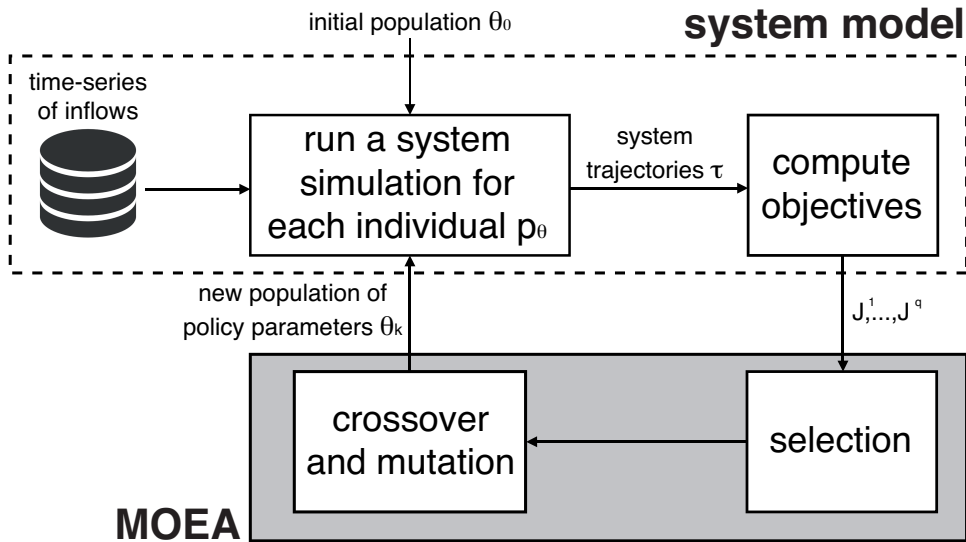 initial population θ₀
system model
time-series
of inflows
run a system
simulation for
each individual pθ
system
trajectories τ
compute
objectives
new population of
policy parameters θₖ
J,¹...,J q
crossover
and mutation
selection
MOEA